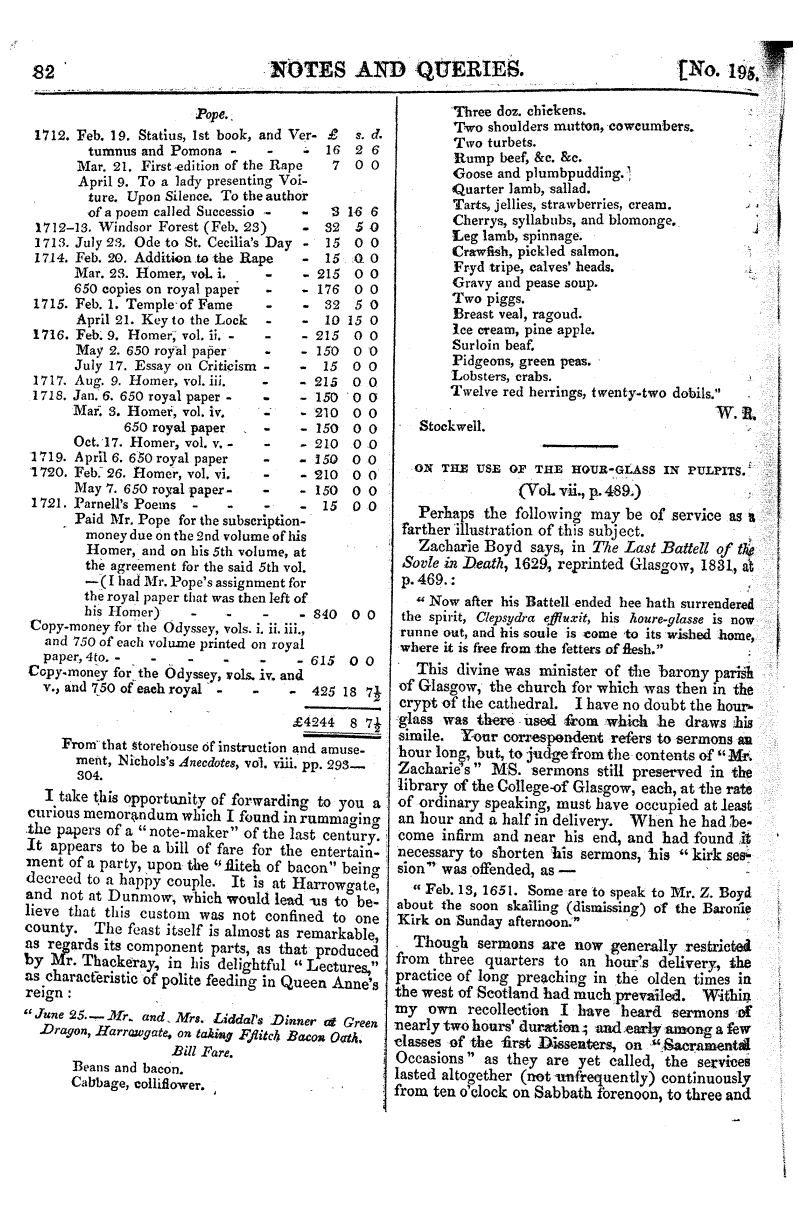 82 NOTES AND QUERIES. [No. 195.
Pope.
1712. Feb. 19. Statius, 1st book, and Ver- £ s. d.
tumnus and Pomona - - - 16 2 6
Mar. 21. First edition of the Rape 7 0 0
April 9. To a lady presenting Voi-
ture. Upon Silence. To the author
of a poem called Successio - - 3 16 6
1712-13. Windsor Forest (Feb. 23) - 32 5 0
1713. July 23. Ode to St. Cecilia's Day - 15 0 0
1714. Feb. 20. Addition to the Rape - 15 0 0
Mar. 23. Homer, vol. i. - - 215 0 0
650 copies on royal paper - - 176 0 0
1715. Feb. 1. Temple of Fame - - 32 5 0
April 21. Key to the Lock - - 10 15 0
1716. Feb. 9. Homer, vol. ii. - - - 215 0 0
May 2. 650 royal paper - - 150 0 0
July 17. Essay on Criticism - - 15 0 0
1717. Aug. 9. Homer, vol. iii. - - 215 0 0
1718. Jan. 6. 650 royal paper - - - 150 0 0
Mar. 3. Homer, vol. iv. - - 210 0 0
650 royal paper - - 150 0 0
Oct. 17. Homer, vol. v. - - - 210 0 0
1719. April 6. 650 royal paper - - 150 0 0
1720. Feb. 26. Homer, vol. vi. - - 210 0 0
May 7. 650 royal paper - - - 150 0 0
1721. Parnell's Poems - - - - 15 0 0
Paid Mr. Pope for the subscription-
money due on the 2nd volume of his
Homer, and on his 5th volume, at
the agreement for the said 5th vol.
—(I had Mr. Pope's assignment for
the royal paper that was then left of
his Homer) - - - - 840 0 0
Copy-money for the Odyssey, vols. i. ii. iii.,
and 750 of each volume printed on royal
paper, 4to. - - - - - - 615 0 0
Copy-money for the Odyssey, vols. iv. and
v., and 750 of each royal - - - 425 18 7½
£4244 8 7½
From that storehouse of instruction and amuse-
ment, Nichols's Anecdotes, vol. viii. pp. 293—
304.
I take this opportunity of forwarding to you a
curious memorandum which I found in rummaging
the papers of a "note-maker" of the last century.
It appears to be a bill of fare for the entertain-
ment of a party, upon the "flitch of bacon" being
decreed to a happy couple. It is at Harrowgate,
and not at Dunmow, which would lead us to be-
lieve that this custom was not confined to one
county. The feast itself is almost as remarkable,
as regards its component parts, as that produced
by Mr. Thackeray, in his delightful "Lectures,"
as characteristic of polite feeding in Queen Anne's
reign:
"June 25.—Mr. and Mrs. Liddal's Dinner at Green
Dragon, Harrowgate, on taking Fflitch Bacon Oath.
Bill Fare.
Beans and bacon.
Cabbage, colliflower.
Three doz. chickens.
Two shoulders mutton, cowcumbers.
Two turbets.
Rump beef, &c. &c.
Goose and plumbpudding.
Quarter lamb, sallad.
Tarts, jellies, strawberries, cream.
Cherrys, syllabubs, and blomonge.
Leg lamb, spinnage.
Crawfish, pickled salmon.
Fryd tripe, calves' heads.
Gravy and pease soup.
Two piggs.
Breast veal, ragoud.
Ice cream, pine apple.
Surloin beaf.
Pidgeons, green peas.
Lobsters, crabs.
Twelve red herrings, twenty-two dobils."
W. R.
Stockwell.
ON THE USE OF THE HOUR-GLASS IN PULPITS.
(Vol. vii., p. 489.)
Perhaps the following may be of service as a
farther illustration of this subject.
Zacharie Boyd says, in The Last Battell of the
Sovle in Death, 1629, reprinted Glasgow, 1831, at
p. 469.:
"Now after his Battell ended hee hath surrendered
the spirit, Clepsydra effluxit, his houre-glasse is now
runne out, and his soule is come to its wished home,
where it is free from the fetters of flesh."
This divine was minister of the barony parish
of Glasgow, the church for which was then in the
crypt of the cathedral. I have no doubt the hour-
glass was there used from which he draws his
simile. Your correspondent refers to sermons an
hour long, but, to judge from the contents of "Mr.
Zacharie's" MS. sermons still preserved in the
library of the College of Glasgow, each, at the rate
of ordinary speaking, must have occupied at least
an hour and a half in delivery. When he had be-
come infirm and near his end, and had found it
necessary to shorten his sermons, his "kirk ses-
sion" was offended, as —
"Feb. 13, 1651. Some are to speak to Mr. Z. Boyd
about the soon skailing (dismissing) of the Baronie
Kirk on Sunday afternoon."
Though sermons are now generally restricted
from three quarters to an hour's delivery, the
practice of long preaching in the olden times in
the west of Scotland had much prevailed. Within
my own recollection I have heard sermons of
nearly two hours' duration; and early among a few
classes of the first Dissenters, on "Sacramental
Occasions" as they are yet called, the services
lasted altogether (not unfrequently) continuously
from ten o'clock on Sabbath forenoon, to three and